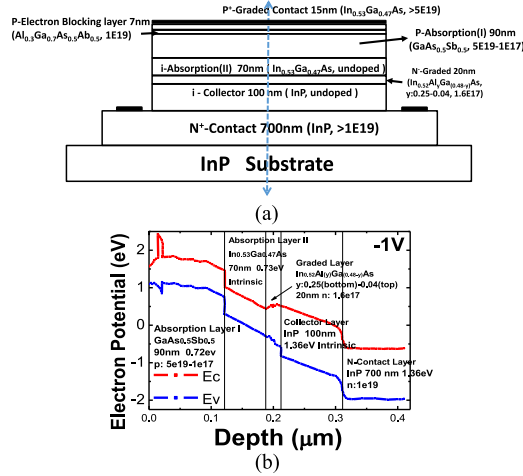 P⁺-Graded Contact 15nm (In₀.₅₃Ga₀.₄₇As, >5E19)
P-Electron Blocking layer 7nm
(Al₀.₃Ga₀.₇As₀.₅Ab₀.₅, 1E19)
P-Absorption(I) 90nm
(GaAs₀.₅Sb₀.₅, 5E19-1E17)
i-Absorption(II) 70nm ( In₀.₅₃Ga₀.₄₇As, undoped)
N⁻-Graded 20nm
(In₀.₅₂AlᵧGa₍₀.₄₈₋ᵧ₎As,
y:0.25-0.04, 1.6E17)
i - Collector 100 nm ( InP, undoped)
N⁺-Contact 700nm (InP, >1E19)
InP Substrate
(a)
Electron Potential (eV)
2
1
0
-1
-2
-1V
Absorption Layer II
In₀.₅₃Ga₀.₄₇As
70nm 0.73eV
Intrinsic
Graded Layer
In₀.₅₂Al(y)Ga(0.48-y)As
y:0.25(bottom)-0.04(top)
20nm n: 1.6e17
Absorption Layer I
GaAs₀.₅Sb₀.₅
90nm 0.72ev
p: 5e19-1e17
Collector Layer
InP 100nm
1.36eV Intrinsic
N-Contact Layer
InP 700 nm 1.36eV
n:1e19
Ec
Ev
0.0 0.1 0.2 0.3 0.4
Depth (μm)
(b)